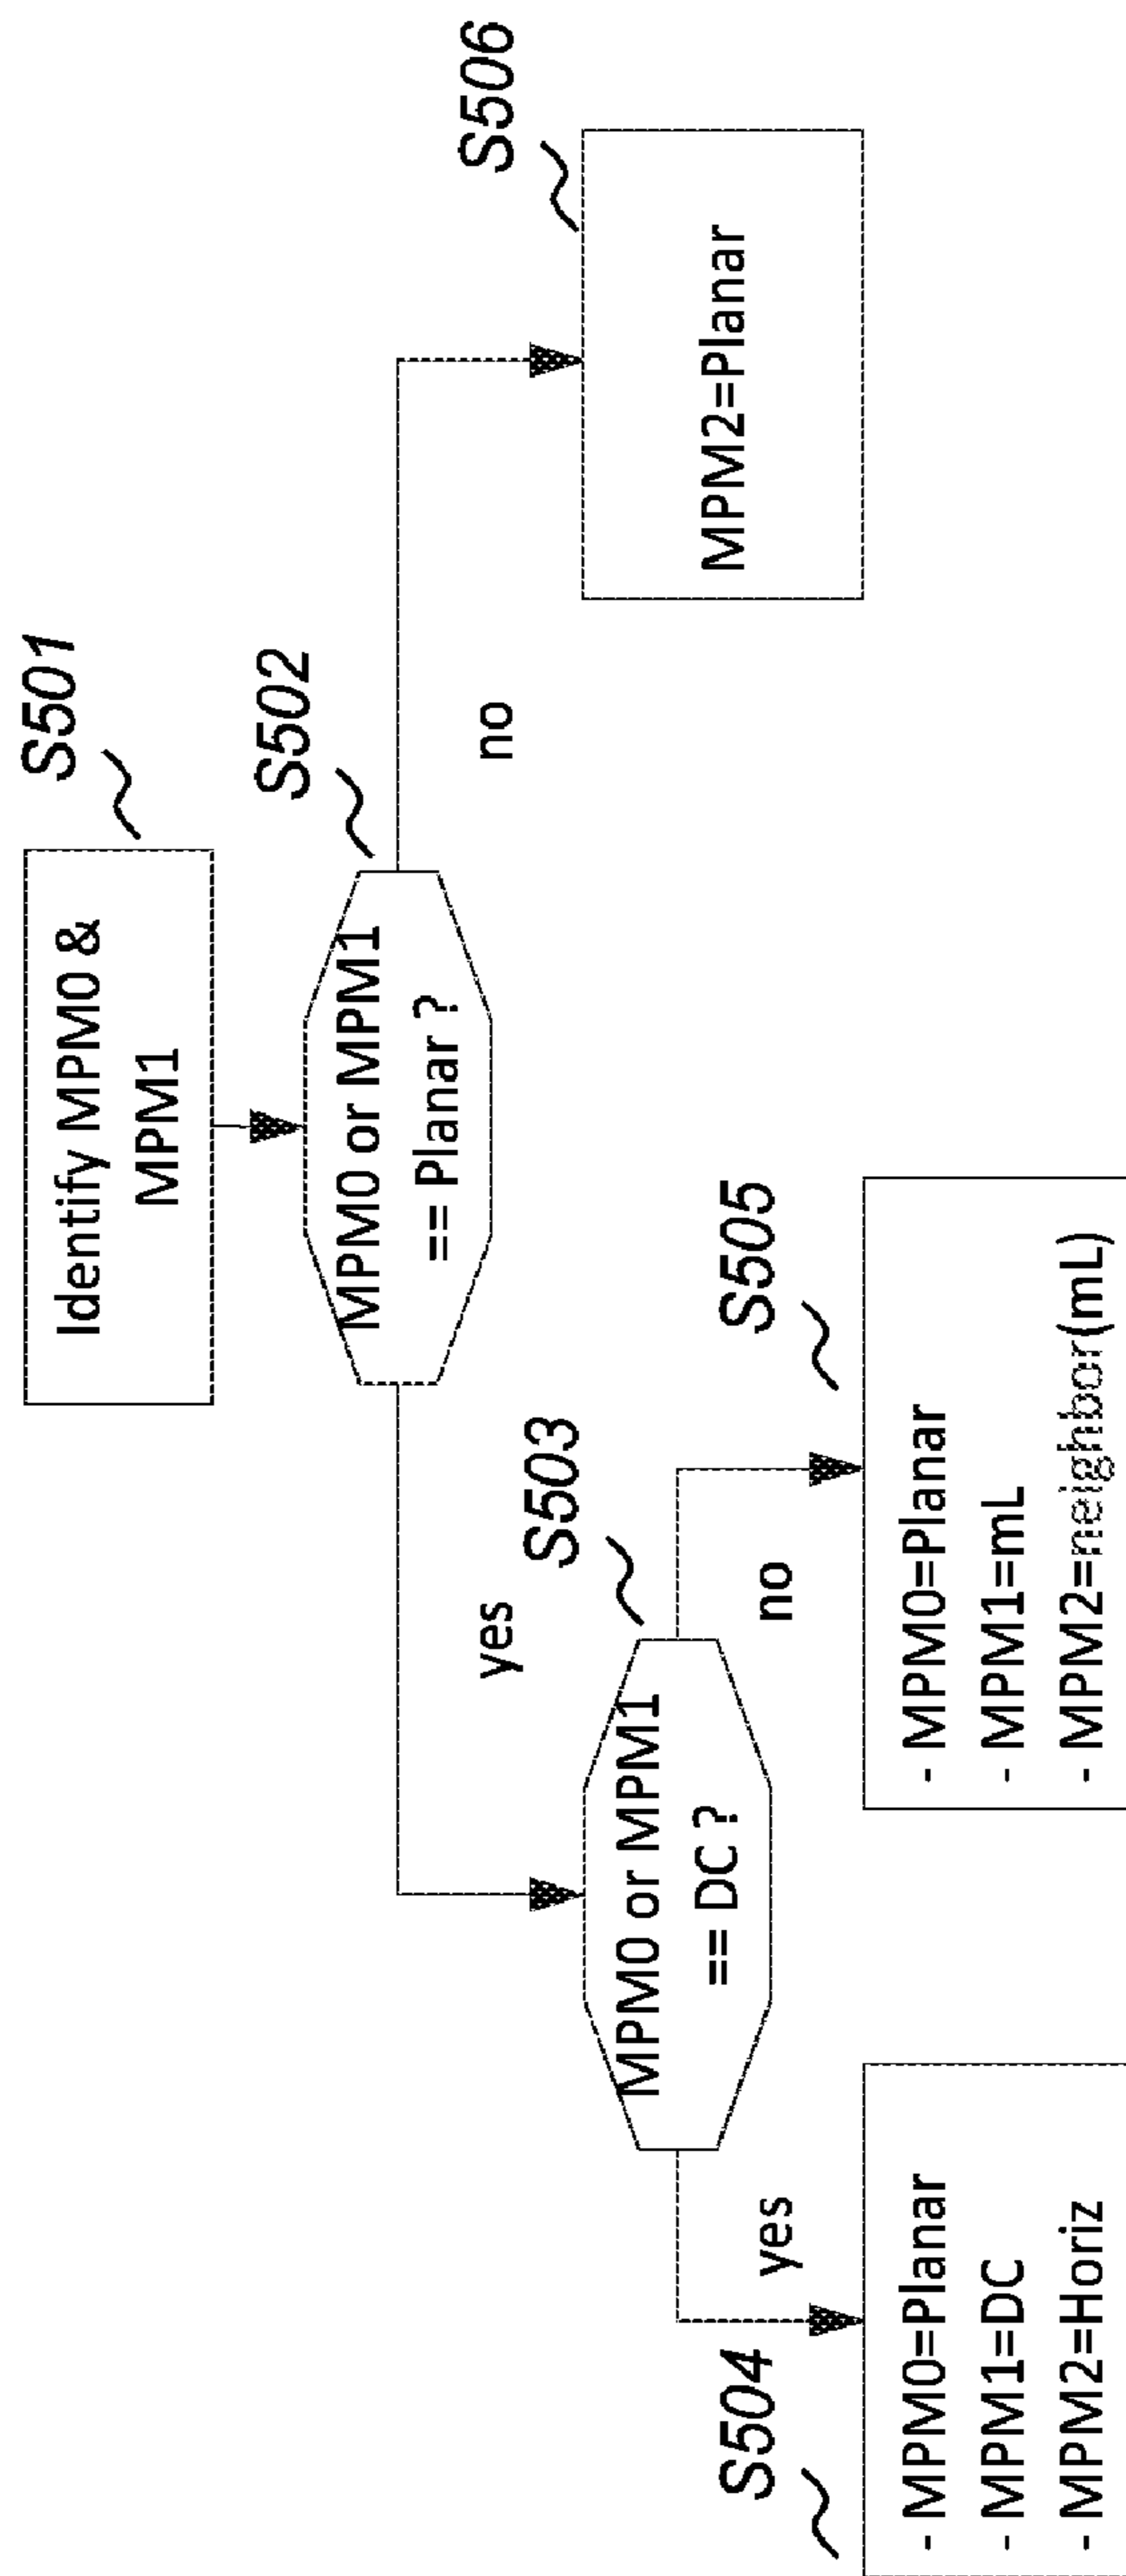 S501
Identify MPM0 &
MPM1
S502
MPM0 or MPM1
== Planar ?
yes
no
S503
MPM0 or MPM1
== DC ?
S506
MPM2=Planar
yes
no
S504
- MPM0=Planar
- MPM1=DC
- MPM2=Horiz
S505
- MPM0=Planar
- MPM1=mL
- MPM2=neighbor(mL)